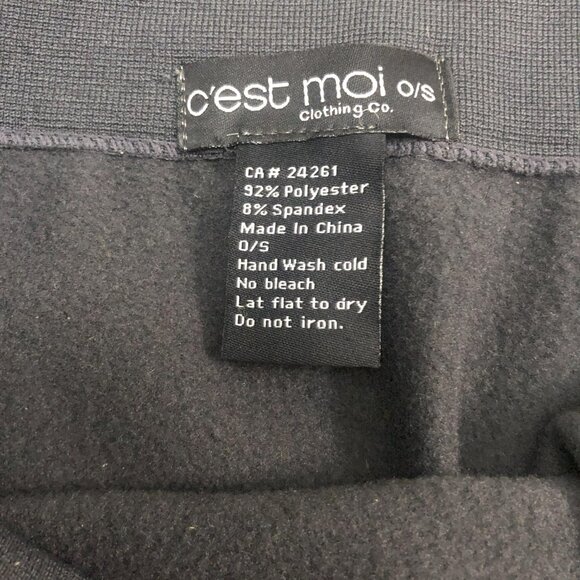 c'est moi O/S
Clothing Co.
CA# 24261
92% Polyester
8% Spandex
Made In China
O/S
Hand Wash cold
No bleach
Lat flat to dry
Do not iron.